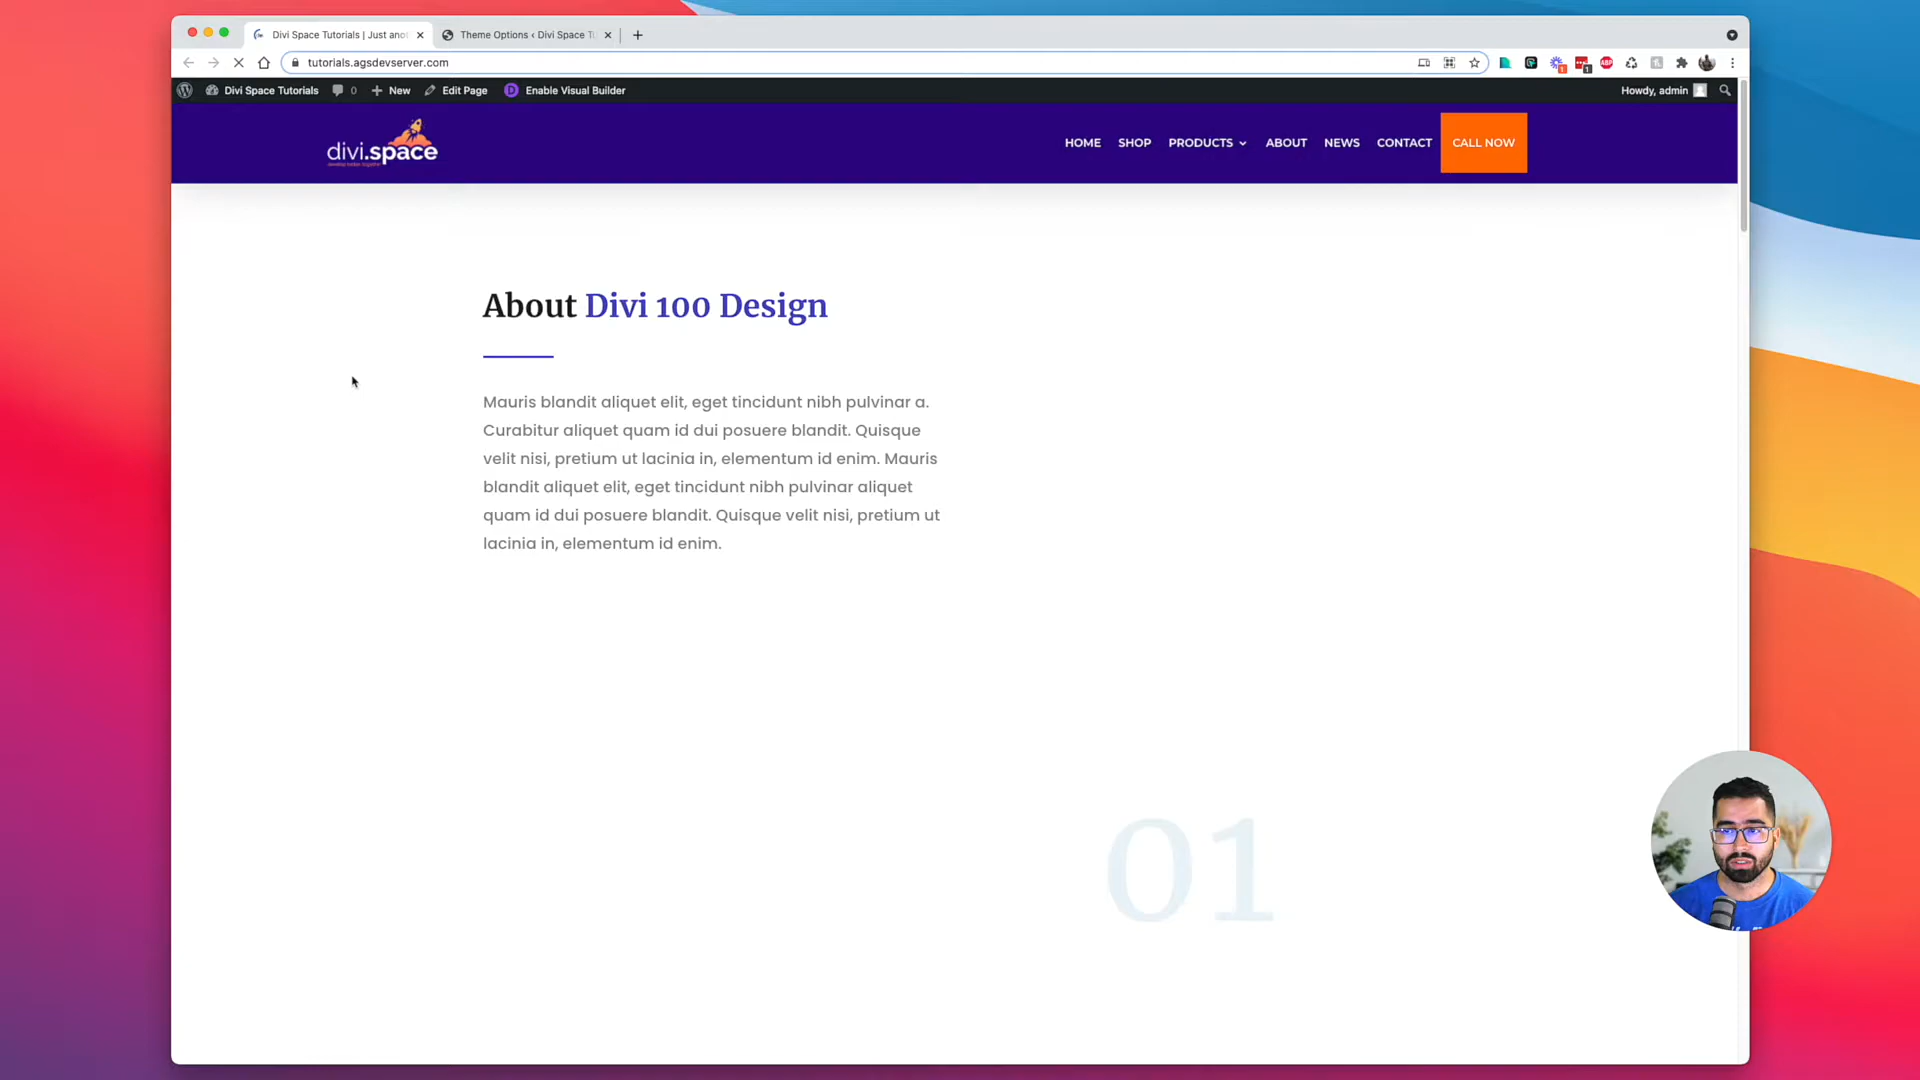 Divi Space Tutorials | Just ano
Theme Options ‹ Divi Space T
tutorials.agsdevserver.com
Divi Space Tutorials 0 New Edit Page Enable Visual Builder Howdy, admin
divi.space
HOME SHOP PRODUCTS ABOUT NEWS CONTACT CALL NOW
About Divi 100 Design
Mauris blandit aliquet elit, eget tincidunt nibh pulvinar a.
Curabitur aliquet quam id dui posuere blandit. Quisque
velit nisi, pretium ut lacinia in, elementum id enim. Mauris
blandit aliquet elit, eget tincidunt nibh pulvinar aliquet
quam id dui posuere blandit. Quisque velit nisi, pretium ut
lacinia in, elementum id enim.
01